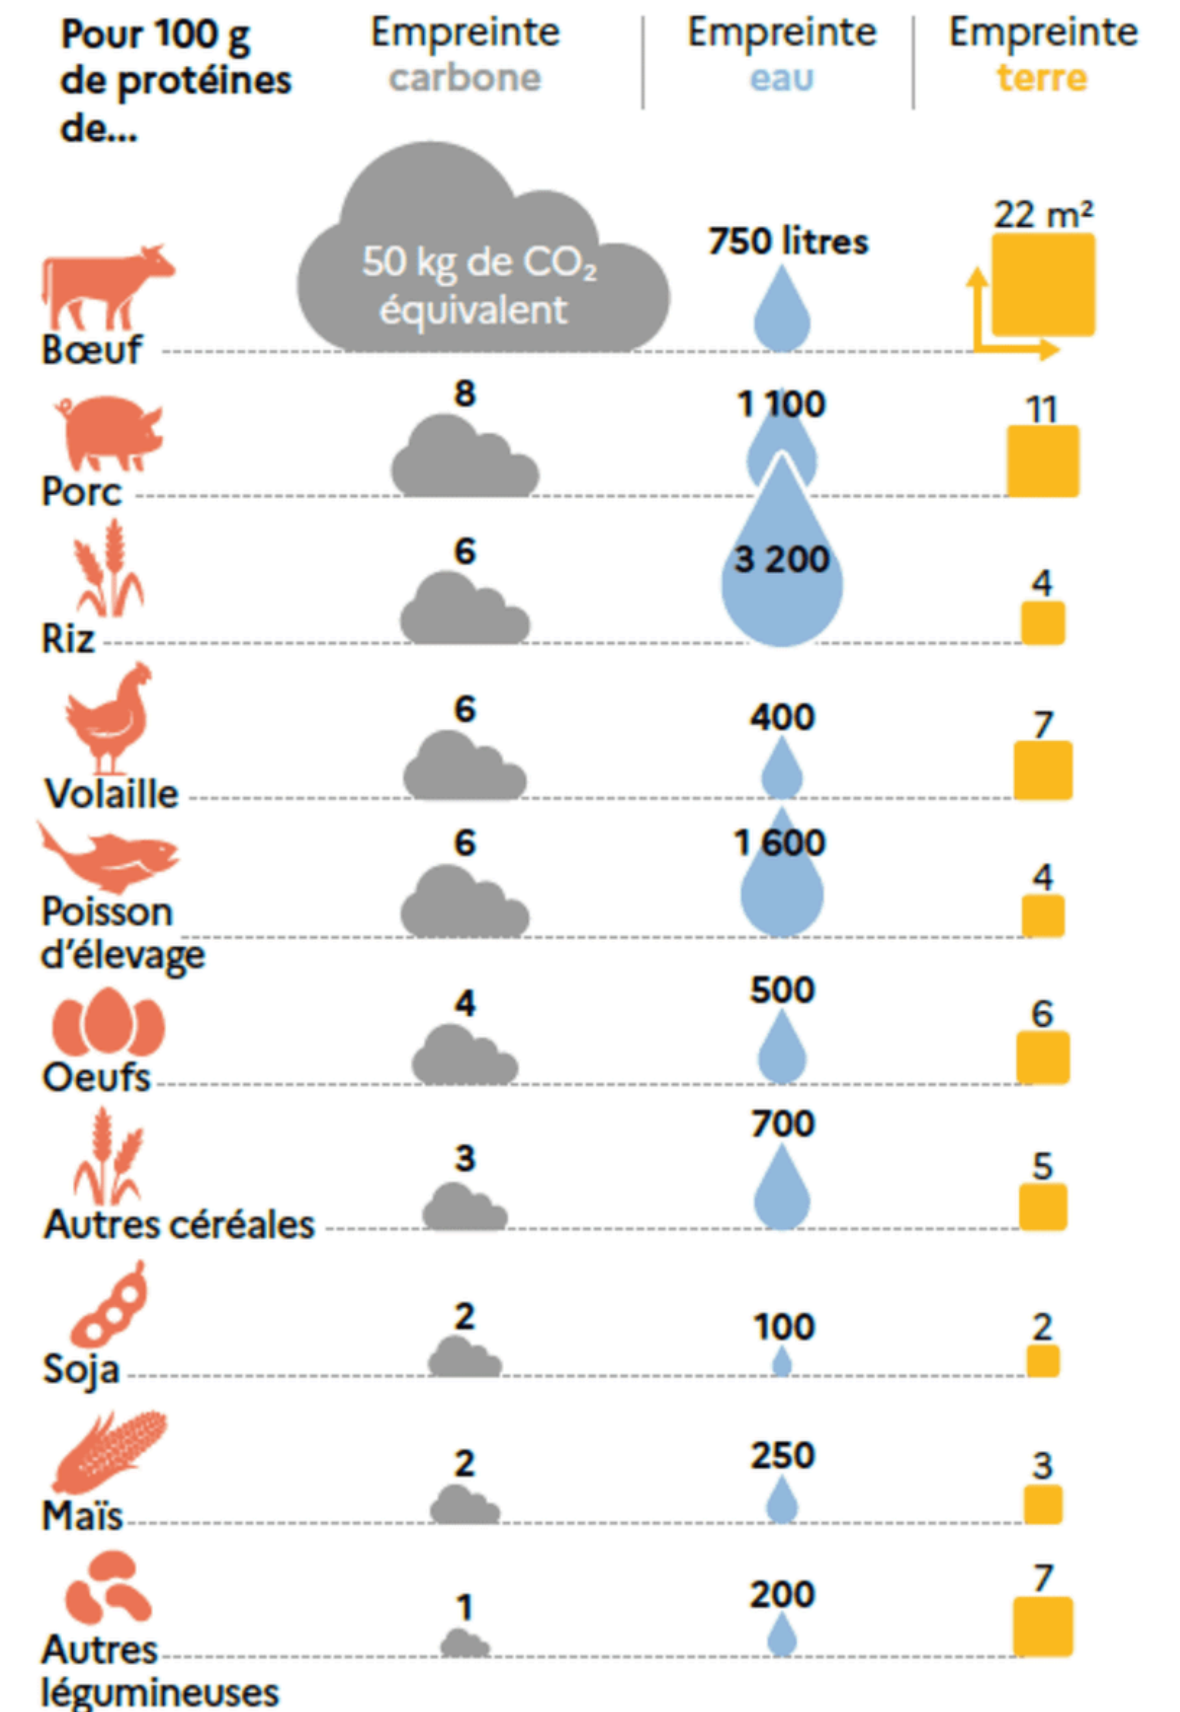 Pour 100 g
de protéines
de...
Empreinte
carbone
Empreinte
eau
Empreinte
terre
50 kg de CO₂
équivalent
750 litres
22 m²
Bœuf
8
1 100
11
Porc
6
3 200
4
Riz
6
400
7
Volaille
6
1 600
4
Poisson
d'élevage
4
500
6
Oeufs
3
700
5
Autres céréales
2
100
2
Soja
2
250
3
Maïs
1
200
7
Autres
légumineuses